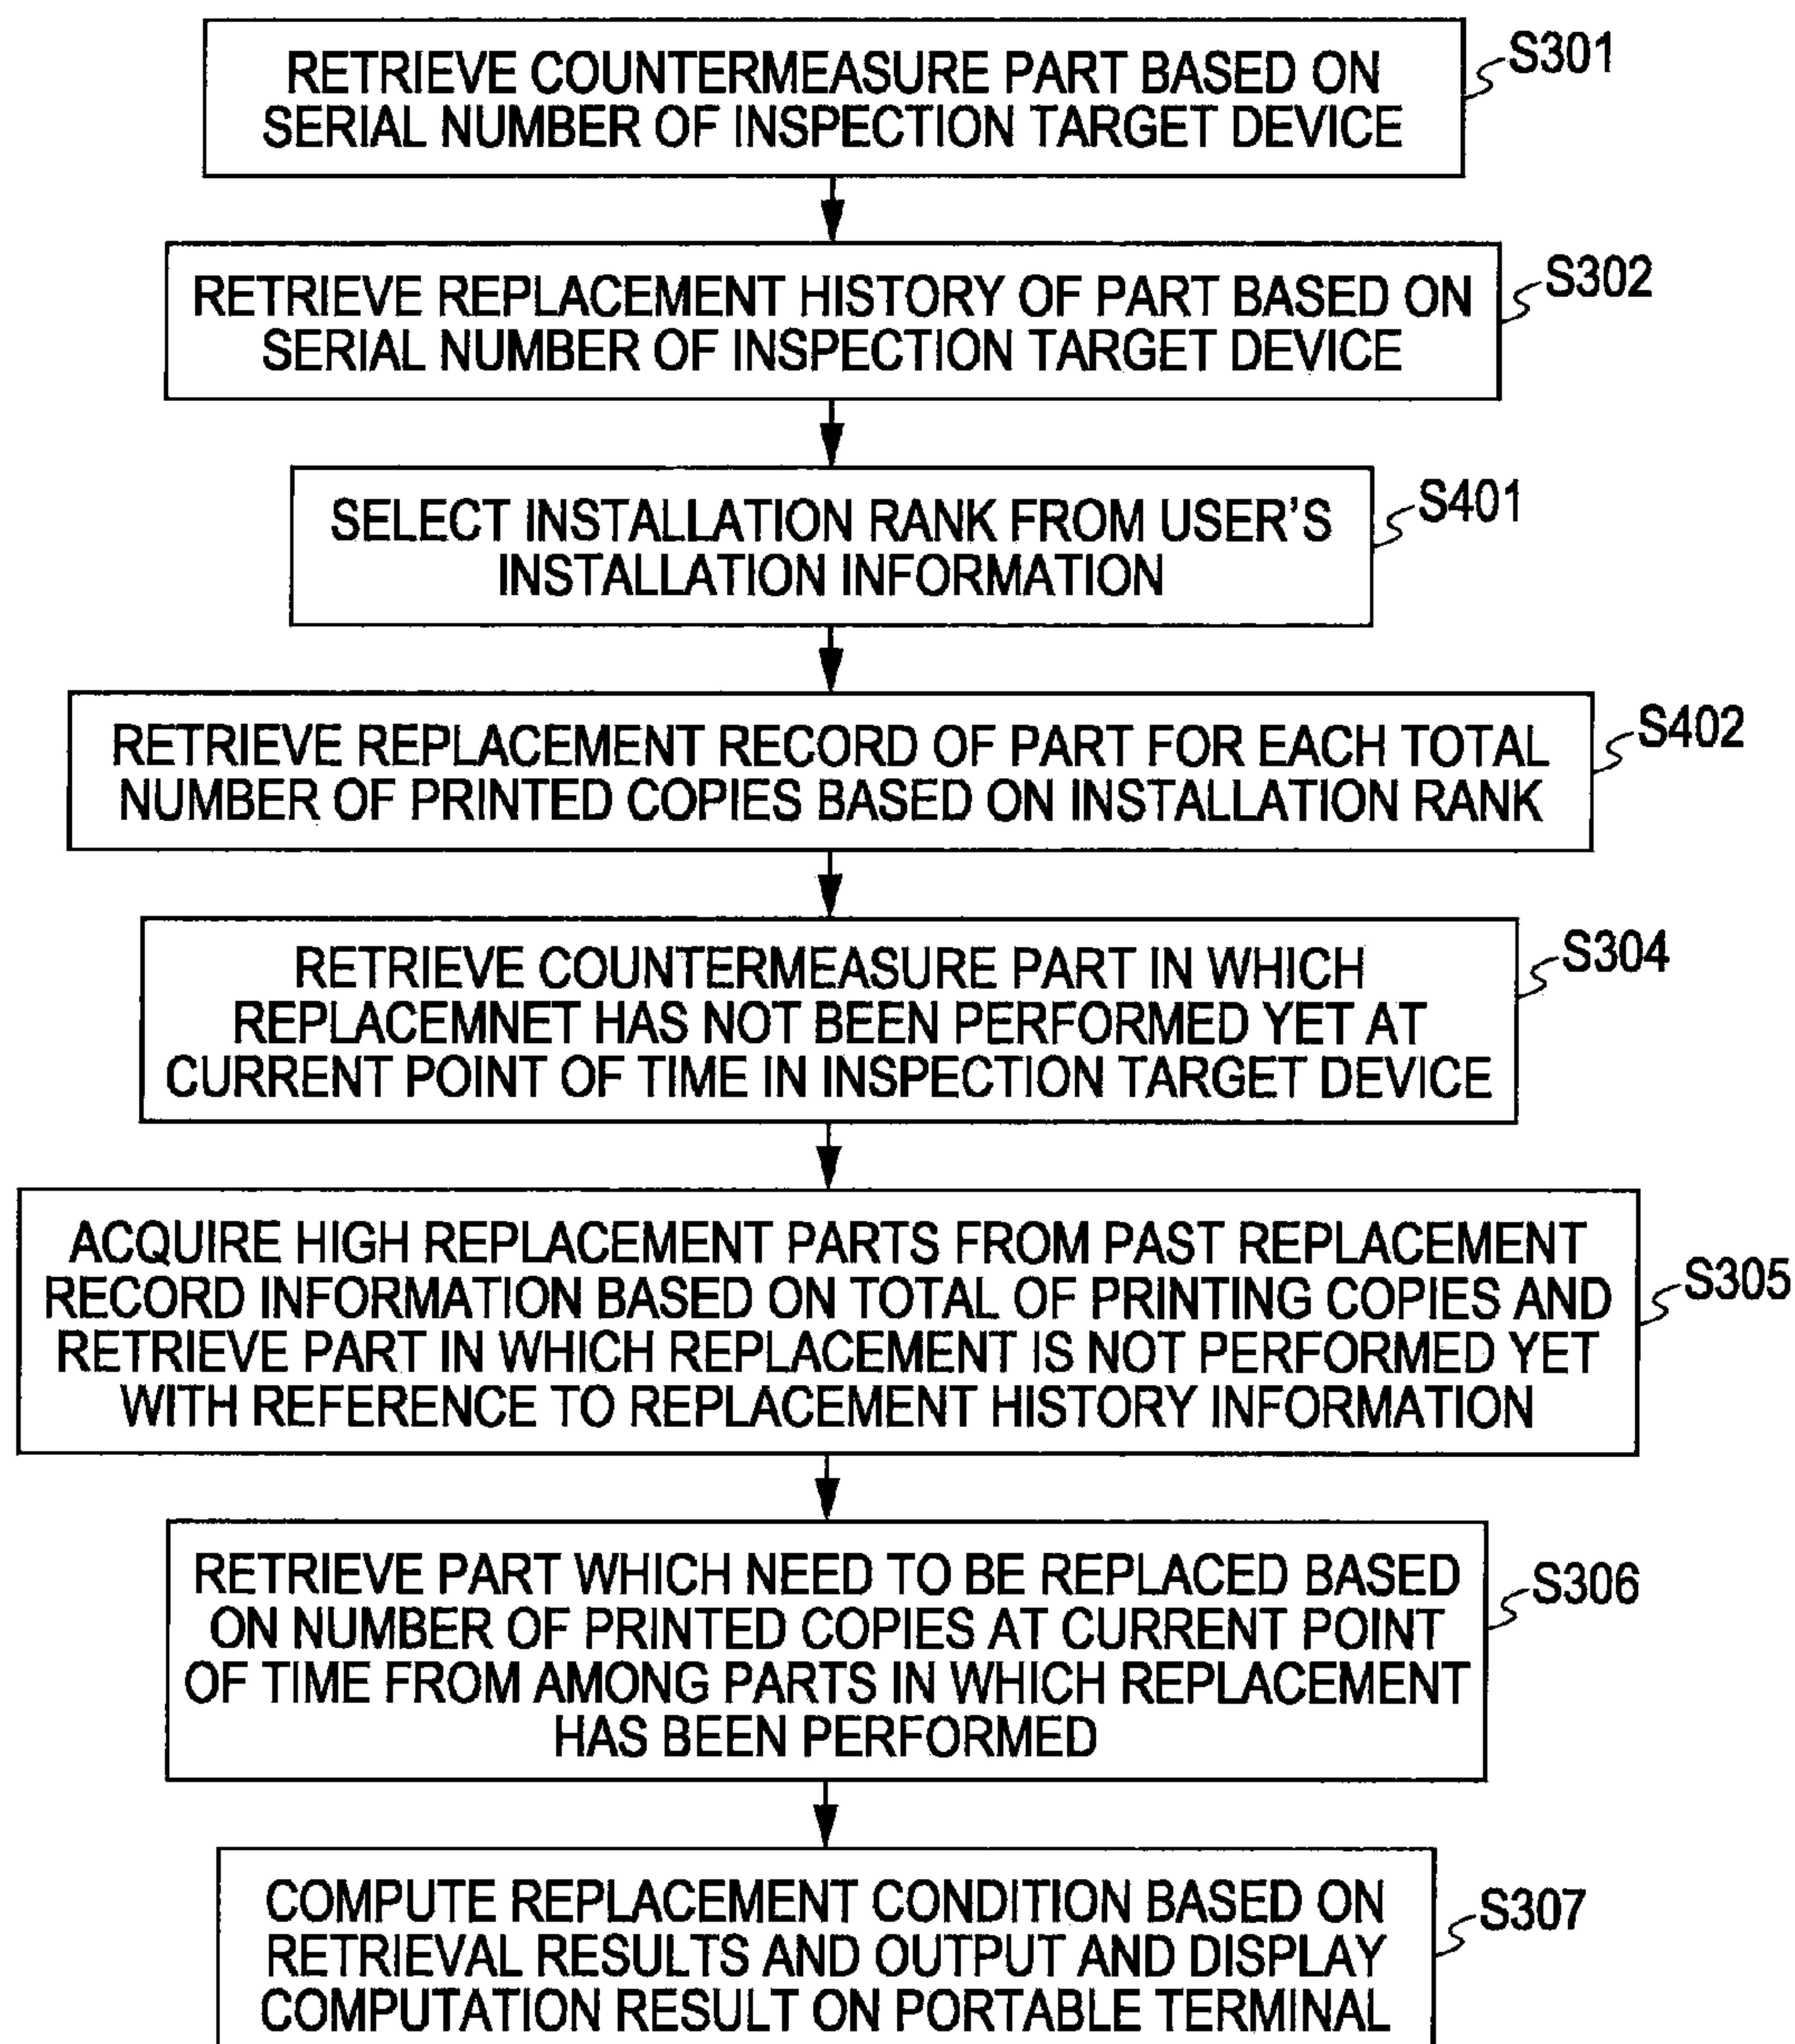 RETRIEVE COUNTERMEASURE PART BASED ON
SERIAL NUMBER OF INSPECTION TARGET DEVICE
S301
RETRIEVE REPLACEMENT HISTORY OF PART BASED ON
SERIAL NUMBER OF INSPECTION TARGET DEVICE
S302
SELECT INSTALLATION RANK FROM USER'S
INSTALLATION INFORMATION
S401
RETRIEVE REPLACEMENT RECORD OF PART FOR EACH TOTAL
NUMBER OF PRINTED COPIES BASED ON INSTALLATION RANK
S402
RETRIEVE COUNTERMEASURE PART IN WHICH
REPLACEMNET HAS NOT BEEN PERFORMED YET AT
CURRENT POINT OF TIME IN INSPECTION TARGET DEVICE
S304
ACQUIRE HIGH REPLACEMENT PARTS FROM PAST REPLACEMENT
RECORD INFORMATION BASED ON TOTAL OF PRINTING COPIES AND
RETRIEVE PART IN WHICH REPLACEMENT IS NOT PERFORMED YET
WITH REFERENCE TO REPLACEMENT HISTORY INFORMATION
S305
RETRIEVE PART WHICH NEED TO BE REPLACED BASED
ON NUMBER OF PRINTED COPIES AT CURRENT POINT
OF TIME FROM AMONG PARTS IN WHICH REPLACEMENT
HAS BEEN PERFORMED
S306
COMPUTE REPLACEMENT CONDITION BASED ON
RETRIEVAL RESULTS AND OUTPUT AND DISPLAY
COMPUTATION RESULT ON PORTABLE TERMINAL
S307